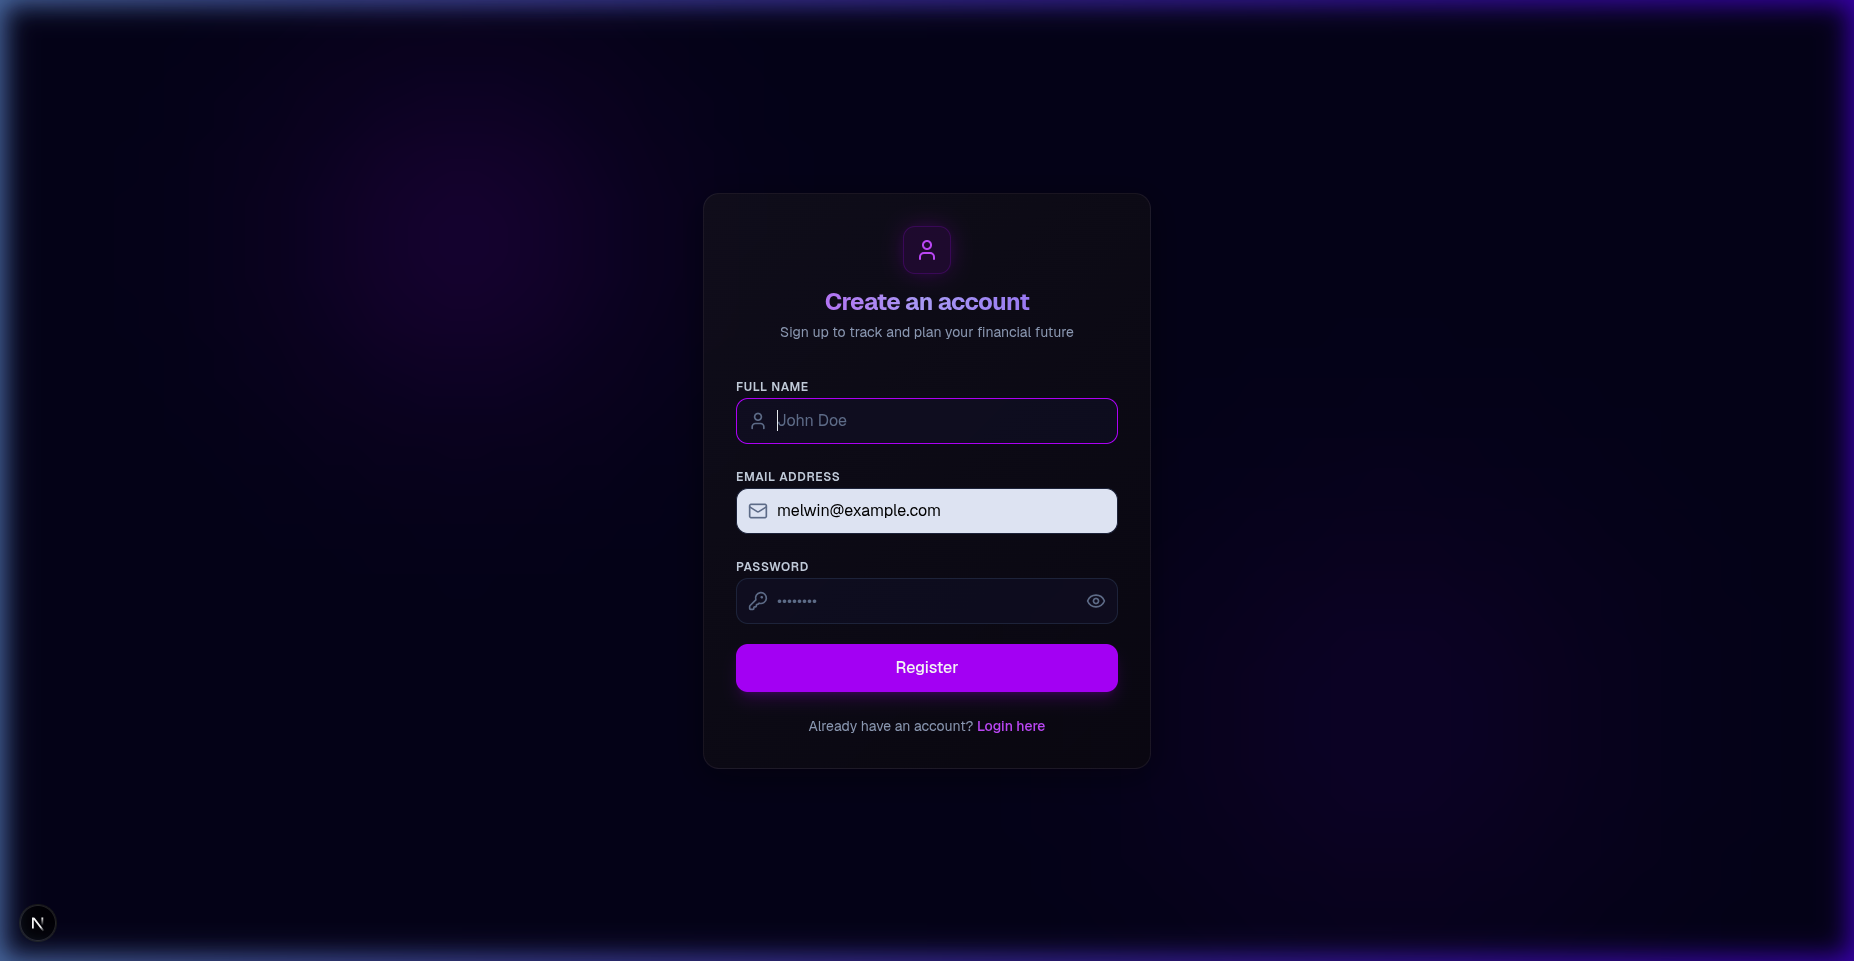 Create an account
Sign up to track and plan your financial future
FULL NAME
John Doe
EMAIL ADDRESS
melwin@example.com
PASSWORD
••••••••
Register
Already have an account? Login here
N